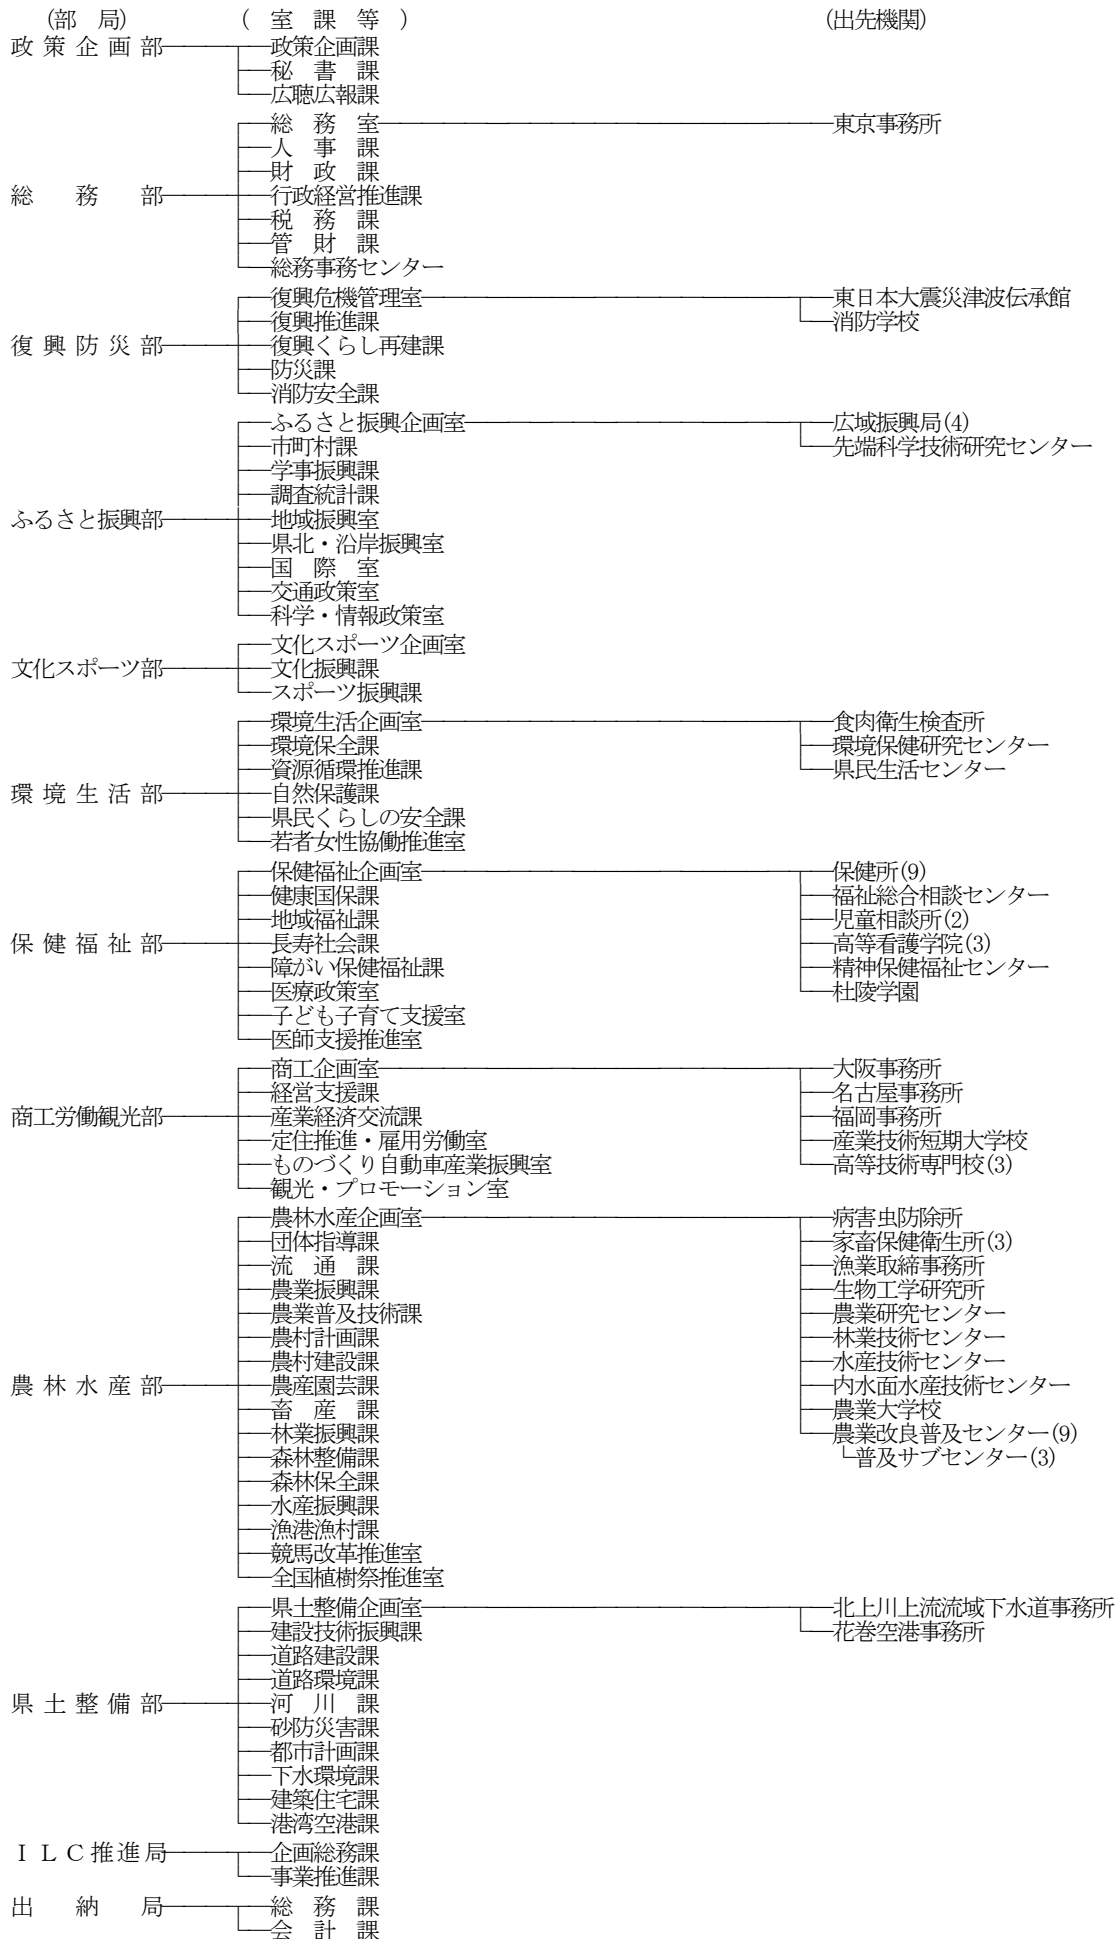 (部 局) ( 室 課 等 ) (出先機関)
政 策 企 画 部 政策企画課
秘 書 課
広聴広報課
総 務 室 東京事務所
人 事 課
財 政 課
総 務 部 行政経営推進課
税 務 課
管 財 課
総務事務センター
復興危機管理室 東日本大震災津波伝承館
復興推進課 消防学校
復 興 防 災 部 復興くらし再建課
防災課
消防安全課
ふるさと振興企画室 広域振興局(4)
市町村課 先端科学技術研究センター
学事振興課
調査統計課
ふるさと振興部 地域振興室
県北・沿岸振興室
国 際 室
交通政策室
科学・情報政策室
文化スポーツ企画室
文化スポーツ部 文化振興課
スポーツ振興課
環境生活企画室 食肉衛生検査所
環境保全課 環境保健研究センター
資源循環推進課 県民生活センター
環 境 生 活 部 自然保護課
県民くらしの安全課
若者女性協働推進室
保健福祉企画室 保健所(9)
健康国保課 福祉総合相談センター
地域福祉課 児童相談所(2)
保 健 福 祉 部 長寿社会課 高等看護学院(3)
障がい保健福祉課 精神保健福祉センター
医療政策室 杜陵学園
子ども子育て支援室
医師支援推進室
商工企画室 大阪事務所
経営支援課 名古屋事務所
商工労働観光部 産業経済交流課 福岡事務所
定住推進・雇用労働室 産業技術短期大学校
ものづくり自動車産業振興室 高等技術専門校(3)
観光・プロモーション室
農林水産企画室 病害虫防除所
団体指導課 家畜保健衛生所(3)
流 通 課 漁業取締事務所
農業振興課 生物工学研究所
農業普及技術課 農業研究センター
農村計画課 林業技術センター
農村建設課 水産技術センター
農 林 水 産 部 農産園芸課 内水面水産技術センター
畜 産 課 農業大学校
林業振興課 農業改良普及センター(9)
森林整備課 普及サブセンター(3)
森林保全課
水産振興課
漁港漁村課
競馬改革推進室
全国植樹祭推進室
県土整備企画室 北上川上流流域下水道事務所
建設技術振興課 花巻空港事務所
道路建設課
道路環境課
県 土 整 備 部 河 川 課
砂防災害課
都市計画課
下水環境課
建築住宅課
港湾空港課
ＩＬＣ推進局 企画総務課
事業推進課
出 納 局 総 務 課
会 計 課